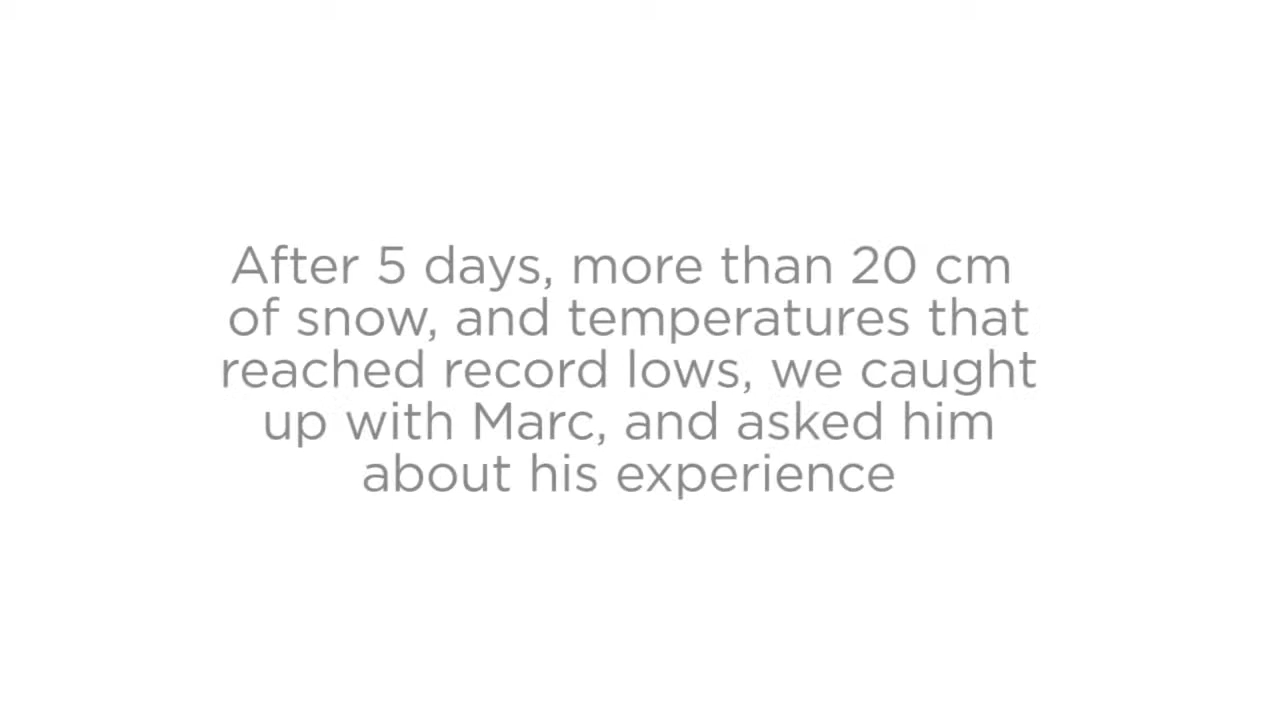 After 5 days, more than 20 cm
of snow, and temperatures that
reached record lows, we caught
up with Marc, and asked him
about his experience